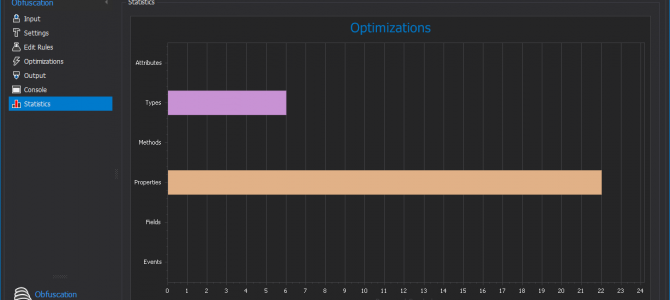 Obfuscation
Input
Settings
Edit Rules
Optimizations
Output
Console
Statistics
Obfuscation
Statistics
Optimizations
Attributes
Types
Methods
Properties
Fields
Events
0 1 2 3 4 5 6 7 8 9 10 11 12 13 14 15 16 17 18 19 20 21 22 23 24